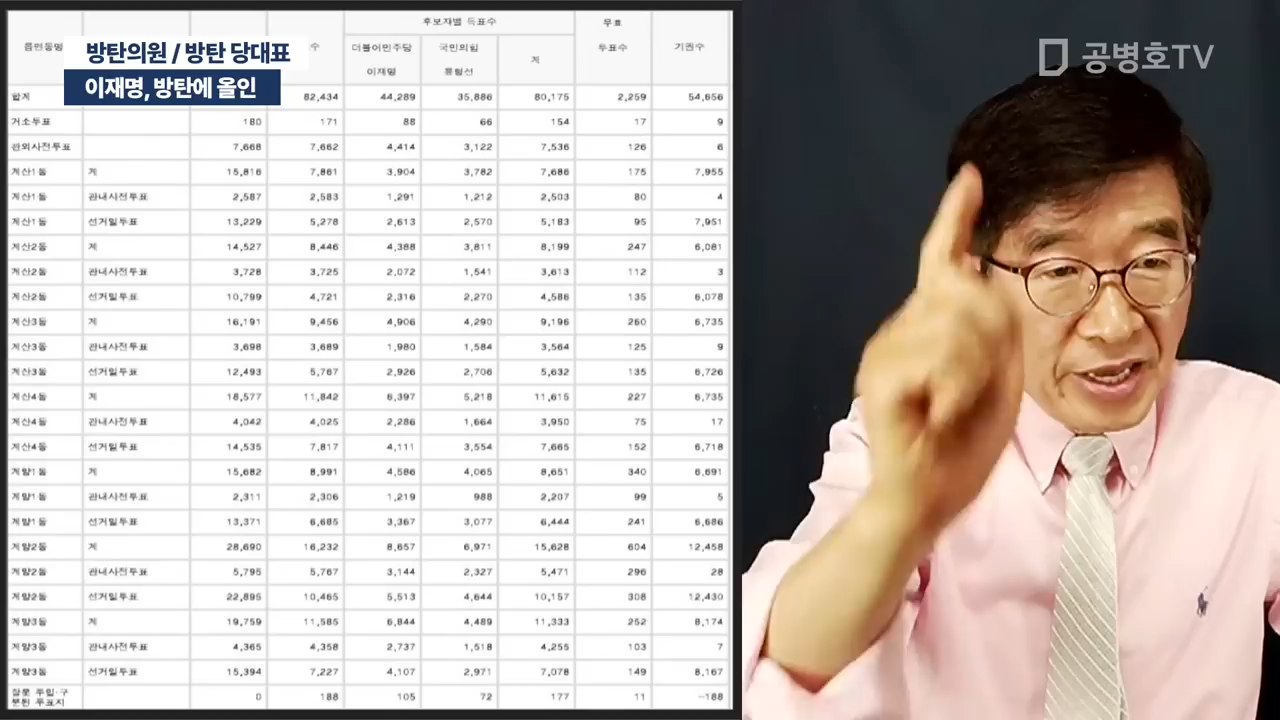 후보자별 득표수
무효
읍면동명
수
더불어민주당
국민의힘
계
투표수
기권수
이재명
윤형선
방탄의원 / 방탄 당대표
이재명, 방탄에 올인
공병호TV
합계 82,434 44,289 35,886 80,175 2,259 54,656
거소투표 180 171 88 66 154 17 9
관외사전투표 7,668 7,662 4,414 3,122 7,536 126 6
계산1동 계 15,816 7,861 3,904 3,782 7,686 175 7,955
계산1동 관내사전투표 2,587 2,583 1,291 1,212 2,503 80 4
계산1동 선거일투표 13,229 5,278 2,613 2,570 5,183 95 7,951
계산2동 계 14,527 8,446 4,388 3,811 8,199 247 6,081
계산2동 관내사전투표 3,728 3,725 2,072 1,541 3,613 112 3
계산2동 선거일투표 10,799 4,721 2,316 2,270 4,586 135 6,078
계산3동 계 16,191 9,456 4,906 4,290 9,196 260 6,735
계산3동 관내사전투표 3,698 3,689 1,980 1,584 3,564 125 9
계산3동 선거일투표 12,493 5,767 2,926 2,706 5,632 135 6,726
계산4동 계 18,577 11,842 6,397 5,218 11,615 227 6,735
계산4동 관내사전투표 4,042 4,025 2,286 1,664 3,950 75 17
계산4동 선거일투표 14,535 7,817 4,111 3,554 7,665 152 6,718
계양1동 계 15,682 8,991 4,586 4,065 8,651 340 6,691
계양1동 관내사전투표 2,311 2,306 1,219 988 2,207 99 5
계양1동 선거일투표 13,371 6,685 3,367 3,077 6,444 241 6,686
계양2동 계 28,690 16,232 8,657 6,971 15,628 604 12,458
계양2동 관내사전투표 5,795 5,767 3,144 2,327 5,471 296 28
계양2동 선거일투표 22,895 10,465 5,513 4,644 10,157 308 12,430
계양3동 계 19,759 11,585 6,844 4,489 11,333 252 8,174
계양3동 관내사전투표 4,365 4,358 2,737 1,518 4,255 103 7
계양3동 선거일투표 15,394 7,227 4,107 2,971 7,078 149 8,167
잘못 투입·구
분된 투표지 0 188 105 72 177 11 -188